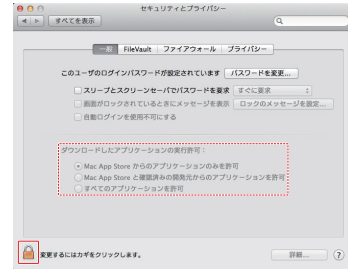 セキュリティとプライバシー
すべてを表示
一般 FileVault ファイアウォール プライバシー
このユーザのログインパスワードが設定されています パスワードを変更...
スリープとスクリーンセーバでパスワードを要求 すぐに要求
画面がロックされているときにメッセージを表示 ロックのメッセージを設定...
自動ログインを使用不可にする
ダウンロードしたアプリケーションの実行許可：
Mac App Store からのアプリケーションのみを許可
Mac App Store と確認済みの開発元からのアプリケーションを許可
すべてのアプリケーションを許可
変更するにはカギをクリックします。 詳細... ?